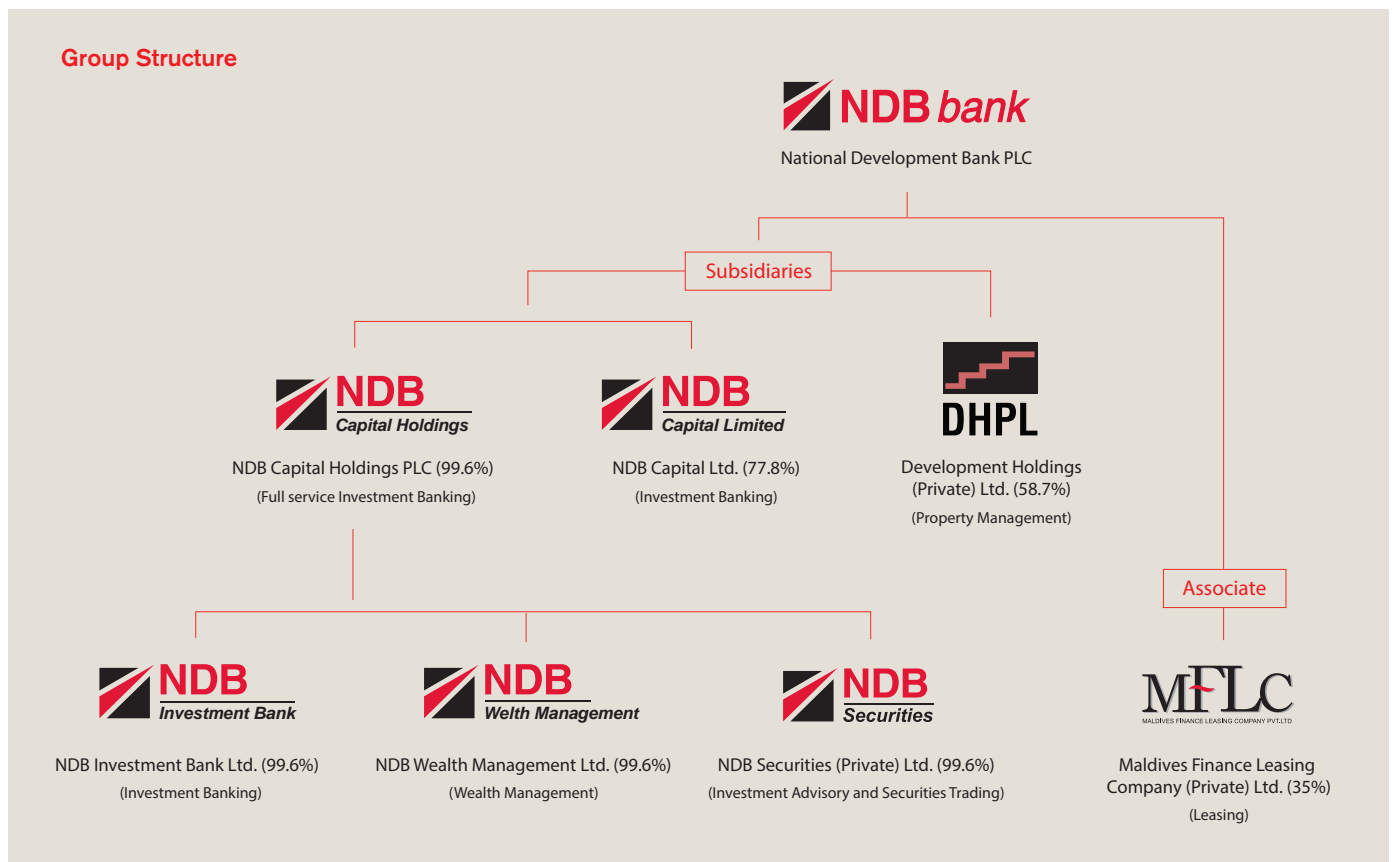 Group Structure
NDB bank
National Development Bank PLC
Subsidiaries
NDB
Capital Holdings
NDB Capital Holdings PLC (99.6%)
(Full service Investment Banking)
NDB
Capital Limited
NDB Capital Ltd. (77.8%)
(Investment Banking)
DHPL
Development Holdings
(Private) Ltd. (58.7%)
(Property Management)
Associate
NDB
Investment Bank
NDB Investment Bank Ltd. (99.6%)
(Investment Banking)
NDB
Welth Management
NDB Wealth Management Ltd. (99.6%)
(Wealth Management)
NDB
Securities
NDB Securities (Private) Ltd. (99.6%)
(Investment Advisory and Securities Trading)
MFLC
MALDIVES FINANCE LEASING COMPANY PVT.LTD
Maldives Finance Leasing
Company (Private) Ltd. (35%)
(Leasing)